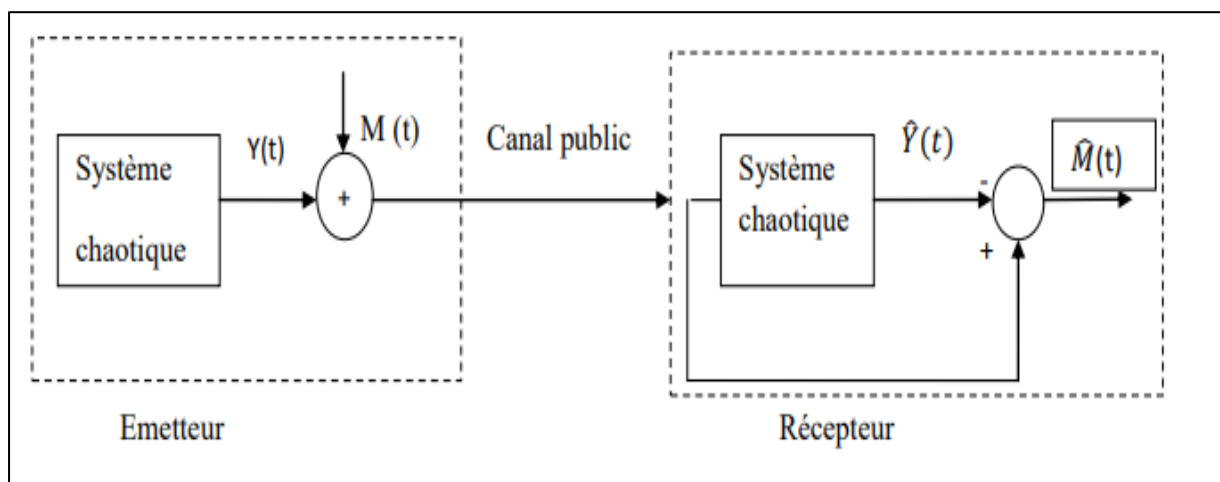 Système
chaotique
Y(t)
M (t)
+
Canal public
Système
chaotique
Ŷ(t)
-
+
M̂(t)
Emetteur
Récepteur